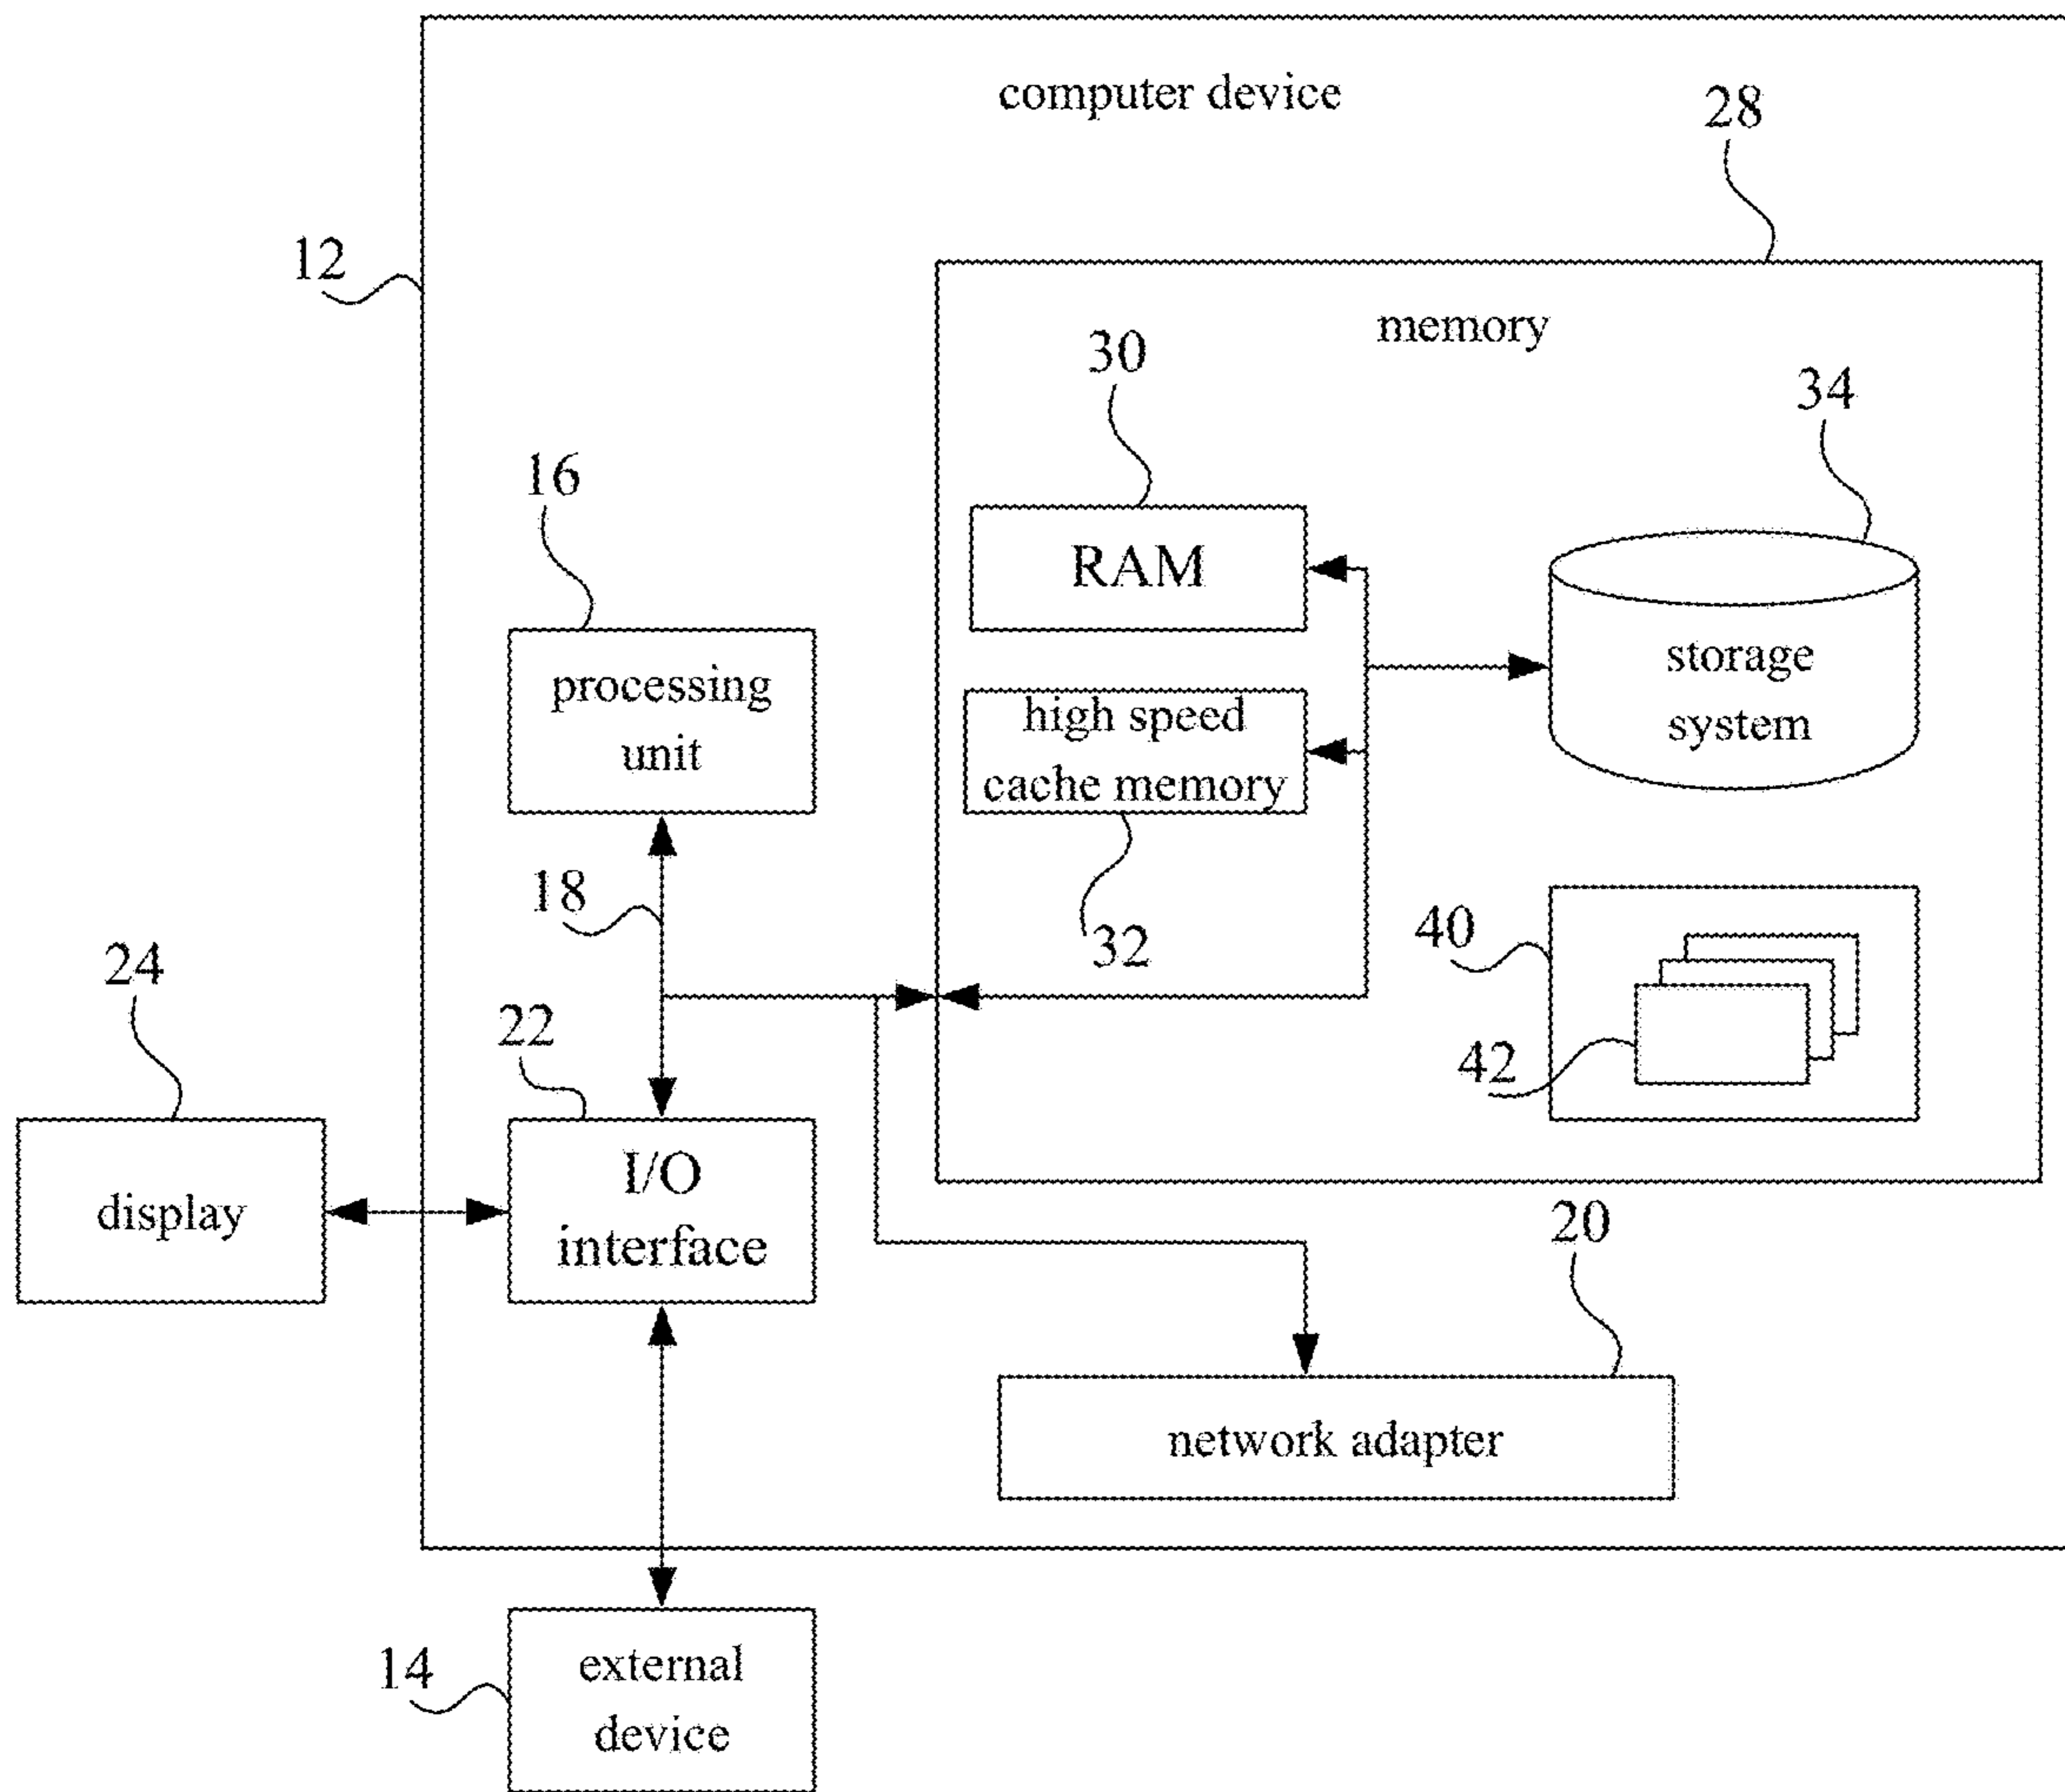 computer device
28
12
memory
30
34
16
RAM
processing
unit
high speed
cache memory
storage
system
18
32
40
24
22
42
display
I/O
interface
20
network adapter
14
external
device